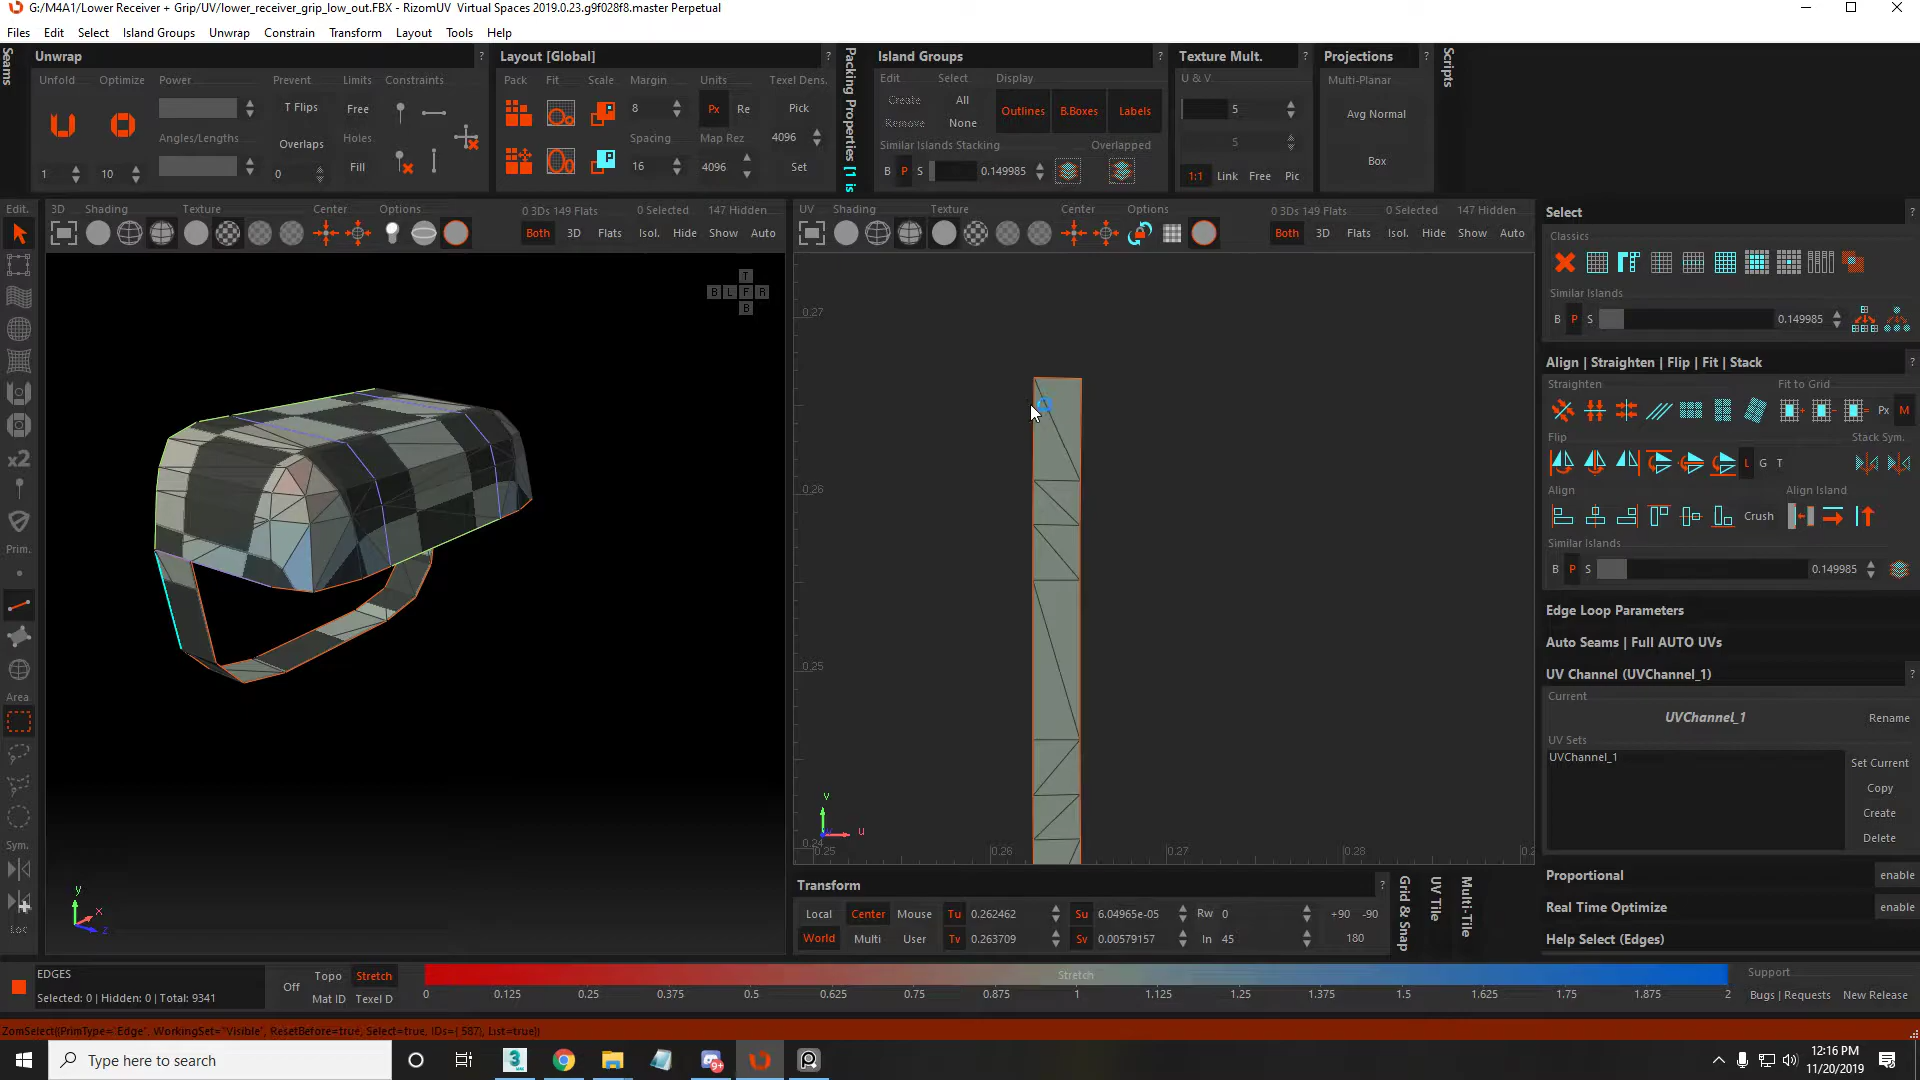 G:/M4A1/Lower Receiver + Grip/UV/lower_receiver_grip_low_out.FBX - RizomUV Virtual Spaces 2019.0.23.g9f028f8.master Perpetual
Files Edit Select Island Groups Unwrap Constrain Transform Layout Tools Help
Seams
Unwrap ?
Unfold Optimize Power Prevent Limits Constraints
T Flips Free
Angles/Lengths Holes
Overlaps Fill
1 10 0
Layout [Global] ?
Pack Fit Scale Margin Units Texel Dens.
8 Px Re Pick
Spacing Map Rez 4096
16 4096 Set
Packing Properties [1 is
Island Groups ?
Edit Select Display
Create All Outlines B.Boxes Labels
Remove None
Similar Islands Stacking Overlapped
B P S 0.149985
Texture Mult. ?
U & V
5
5
1:1 Link Free Pic
Projections ?
Multi-Planar
Avg Normal
Box
Scripts
Edit.
3D Shading Texture Center Options 0 3Ds 149 Flats 0 Selected 147 Hidden
Both 3D Flats Isol. Hide Show Auto
UV Shading Texture Center Options 0 3Ds 149 Flats 0 Selected 147 Hidden
Both 3D Flats Isol. Hide Show Auto
T
B L F R
B
x2
Prim.
Area
Sym.
Loc
y
x
z
0.27
0.26
0.25
0.24
v
u
0.25 0.26 0.27 0.28
Select ?
Classics
Similar Islands
B P S 0.149985
Align | Straighten | Flip | Fit | Stack ?
Straighten Fit to Grid
Px M
Flip Stack Sym.
L G T
Align Align Island
Crush
Similar Islands
B P S 0.149985
Edge Loop Parameters
Auto Seams | Full AUTO UVs
UV Channel (UVChannel_1) ?
Current
UVChannel_1 Rename
UV Sets
UVChannel_1
Set Current
Copy
Create
Delete
Proportional enable
Real Time Optimize enable
Help Select (Edges)
Transform ?
Local Center Mouse Tu 0.262462 Su 6.04965e-05 Rw 0 +90 -90
World Multi User Tv 0.263709 Sv 0.00579157 In 45 180
Grid & Snap
UV Tile
Multi-Tile
EDGES
Selected: 0 | Hidden: 0 | Total: 9341
Off Topo Stretch
Mat ID Texel D
Stretch
0 0.125 0.25 0.375 0.5 0.625 0.75 0.875 1 1.125 1.25 1.375 1.5 1.625 1.75 1.875 2
Support
Bugs | Requests New Release
ZomSelect({PrimType="Edge", WorkingSet="Visible", ResetBefore=true, Select=true, IDs={ 587}, List=true})
Type here to search
3
9+
12:16 PM
11/20/2019